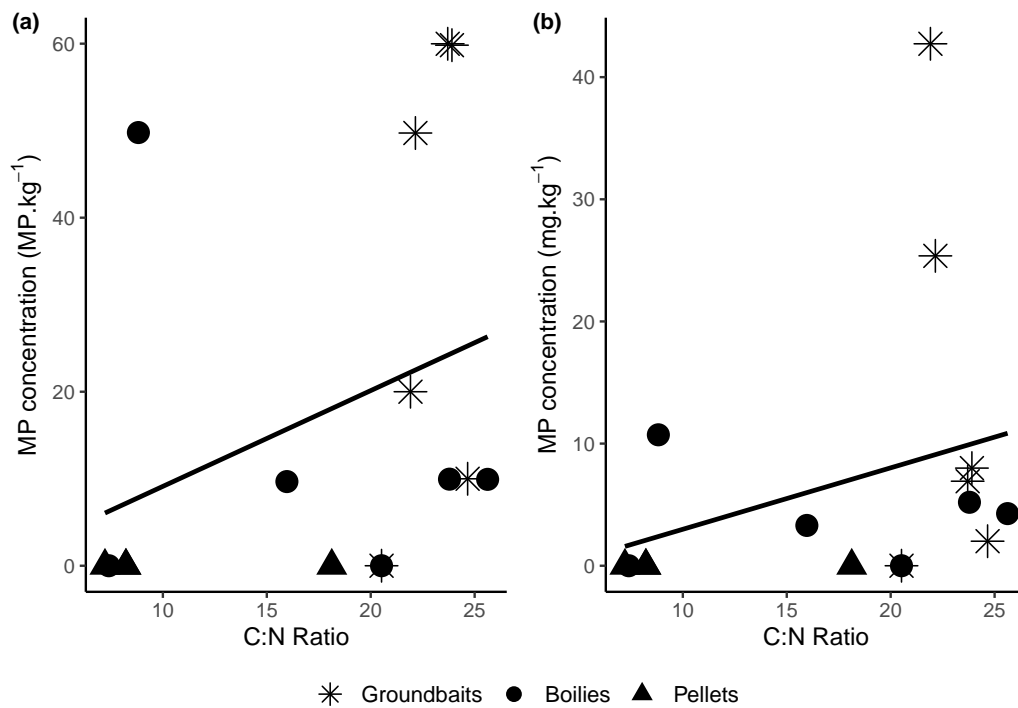 (a)
MP concentration (MP.kg⁻¹)
60
40
20
0
10
15
20
25
C:N Ratio
(b)
MP concentration (mg.kg⁻¹)
40
30
20
10
0
10
15
20
25
C:N Ratio
Groundbaits Boilies Pellets